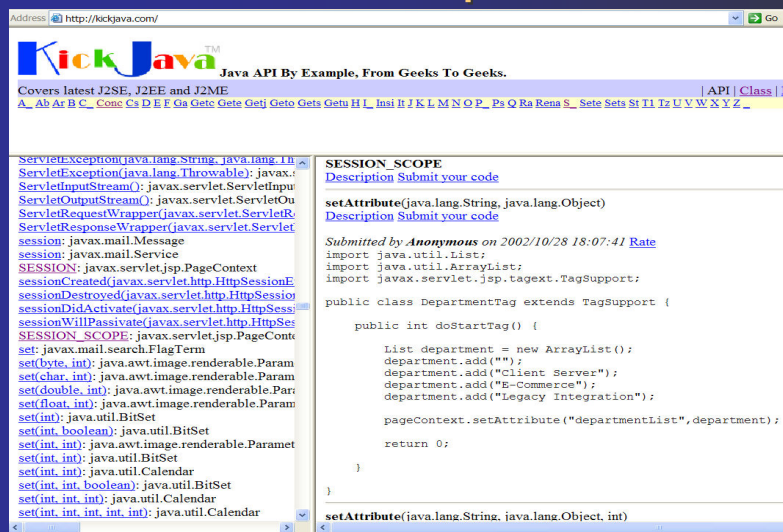 Address http://kickjava.com/ Go
KickJava™ Java API By Example, From Geeks To Geeks.
Covers latest J2SE, J2EE and J2ME | API | Class |
A_ Ab Ar B C_ Conc Cs D E F Ga Getc Gete Getj Geto Gets Getu H I_ Insi It J K L M N O P_ Ps Q Ra Rena S_ Sete Sets St T1 Tz U V W X Y Z _
ServletException(java.lang.String, java.lang.Th
ServletException(java.lang.Throwable): javax.s
ServletInputStream(): javax.servlet.ServletInput
ServletOutputStream(): javax.servlet.ServletOu
ServletRequestWrapper(javax.servlet.ServletRe
ServletResponseWrapper(javax.servlet.Servlet
session: javax.mail.Message
session: javax.mail.Service
SESSION: javax.servlet.jsp.PageContext
sessionCreated(javax.servlet.http.HttpSessionE
sessionDestroyed(javax.servlet.http.HttpSession
sessionDidActivate(javax.servlet.http.HttpSessi
sessionWillPassivate(javax.servlet.http.HttpSes
SESSION_SCOPE: javax.servlet.jsp.PageConte
set: javax.mail.search.FlagTerm
set(byte, int): java.awt.image.renderable.Param
set(char, int): java.awt.image.renderable.Param
set(double, int): java.awt.image.renderable.Para
set(float, int): java.awt.image.renderable.Param
set(int): java.util.BitSet
set(int, boolean): java.util.BitSet
set(int, int): java.awt.image.renderable.Paramet
set(int, int): java.util.BitSet
set(int, int): java.util.Calendar
set(int, int, boolean): java.util.BitSet
set(int, int, int): java.util.Calendar
set(int, int, int, int, int): java.util.Calendar
SESSION_SCOPE
Description Submit your code
setAttribute(java.lang.String, java.lang.Object)
Description Submit your code
Submitted by Anonymous on 2002/10/28 18:07:41 Rate
import java.util.List;
import java.util.ArrayList;
import javax.servlet.jsp.tagext.TagSupport;
public class DepartmentTag extends TagSupport {
public int doStartTag() {
List department = new ArrayList();
department.add("");
department.add("Client Server");
department.add("E-Commerce");
department.add("Legacy Integration");
pageContext.setAttribute("departmentList",department);
return 0;
}
}
setAttribute(java.lang.String, java.lang.Object, int)